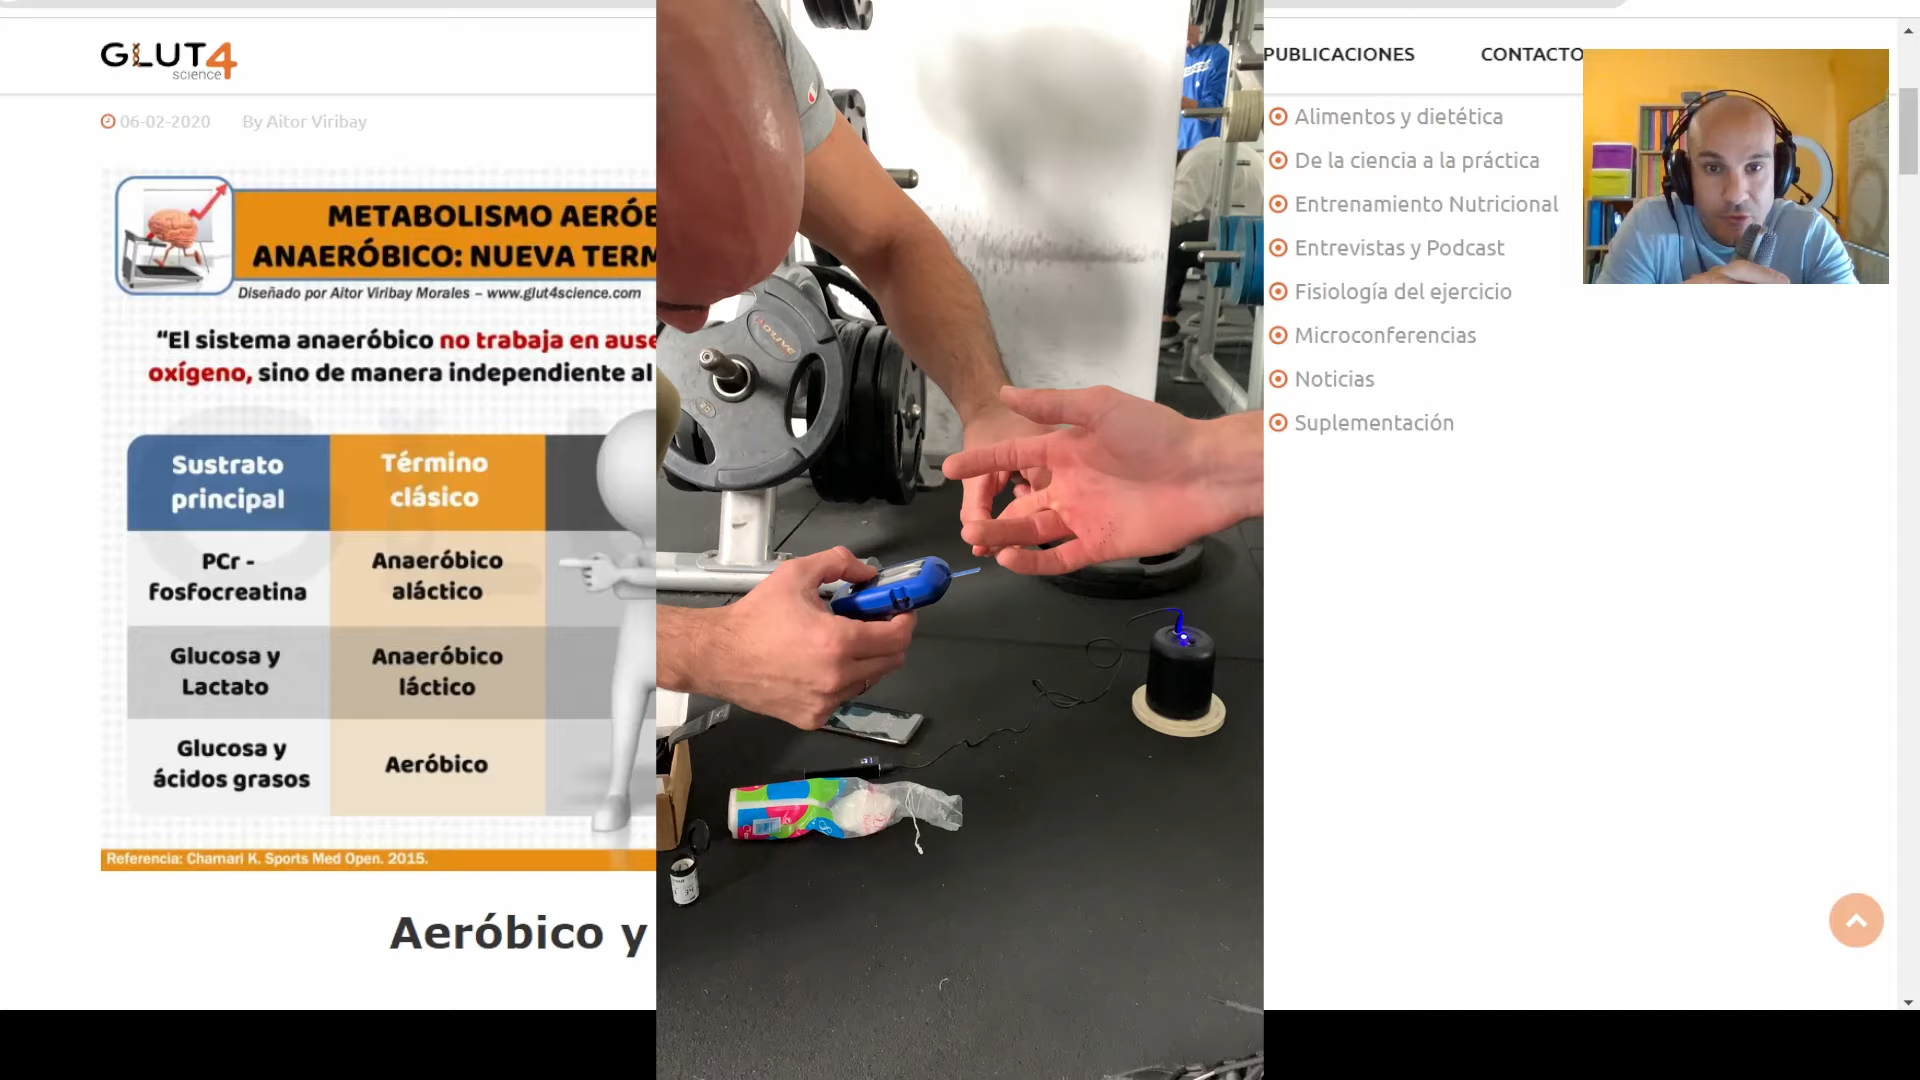 GLUT4
science
PUBLICACIONES
CONTACTO
06-02-2020
By Aitor Viribay
METABOLISMO AERÓB
ANAERÓBICO: NUEVA TERM
Diseñado por Aitor Viribay Morales – www.glut4science.com
“El sistema anaeróbico no trabaja en ause
oxígeno, sino de manera independiente al
Sustrato
principal
Término
clásico
PCr -
fosfocreatina
Anaeróbico
aláctico
Glucosa y
Lactato
Anaeróbico
láctico
Glucosa y
ácidos grasos
Aeróbico
Referencia: Chamari K. Sports Med Open. 2015.
Aeróbico y
Alimentos y dietética
De la ciencia a la práctica
Entrenamiento Nutricional
Entrevistas y Podcast
Fisiología del ejercicio
Microconferencias
Noticias
Suplementación